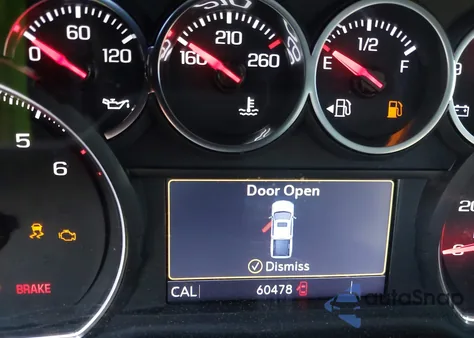 0 60 120
160 210 260
E 1/2 F
5
6
BRAKE
Door Open
Dismiss
CAL 60478
autoSnap